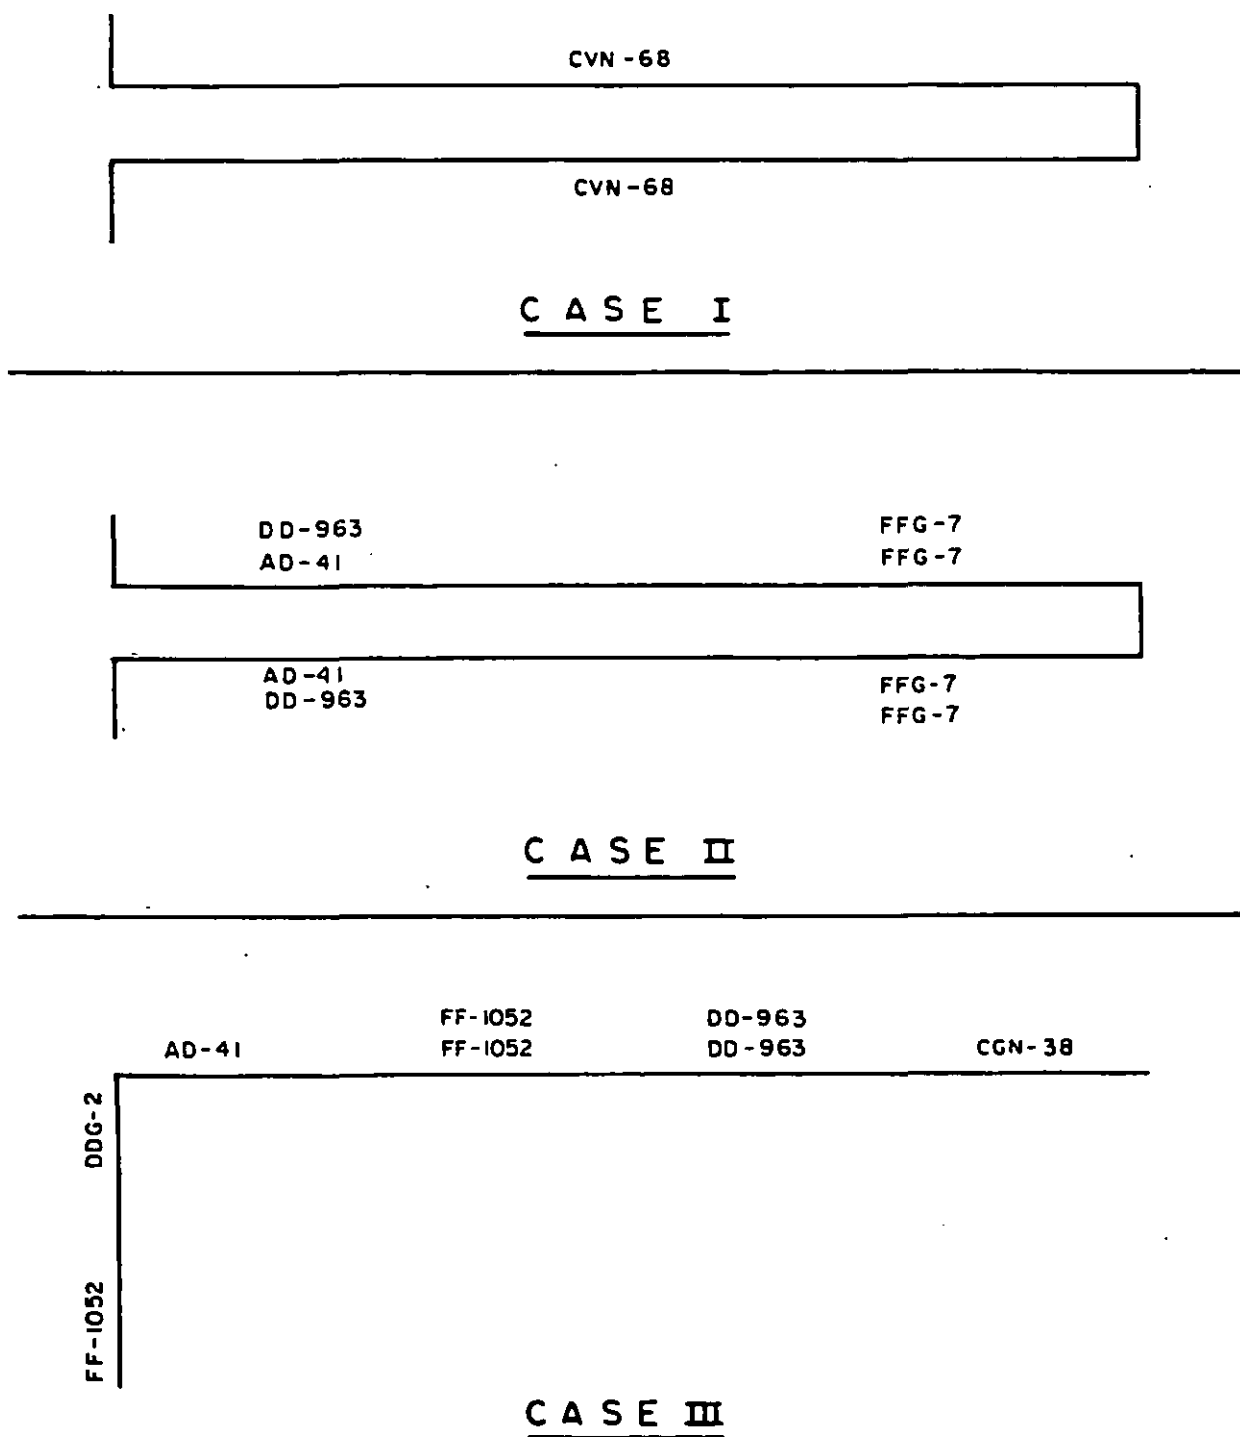 CVN-68
CVN-68
CASE I
DD-963
AD-41
FFG-7
FFG-7
AD-41
DD-963
FFG-7
FFG-7
CASE II
AD-41
FF-1052
FF-1052
DD-963
DD-963
CGN-38
DDG-2
FF-1052
CASE III